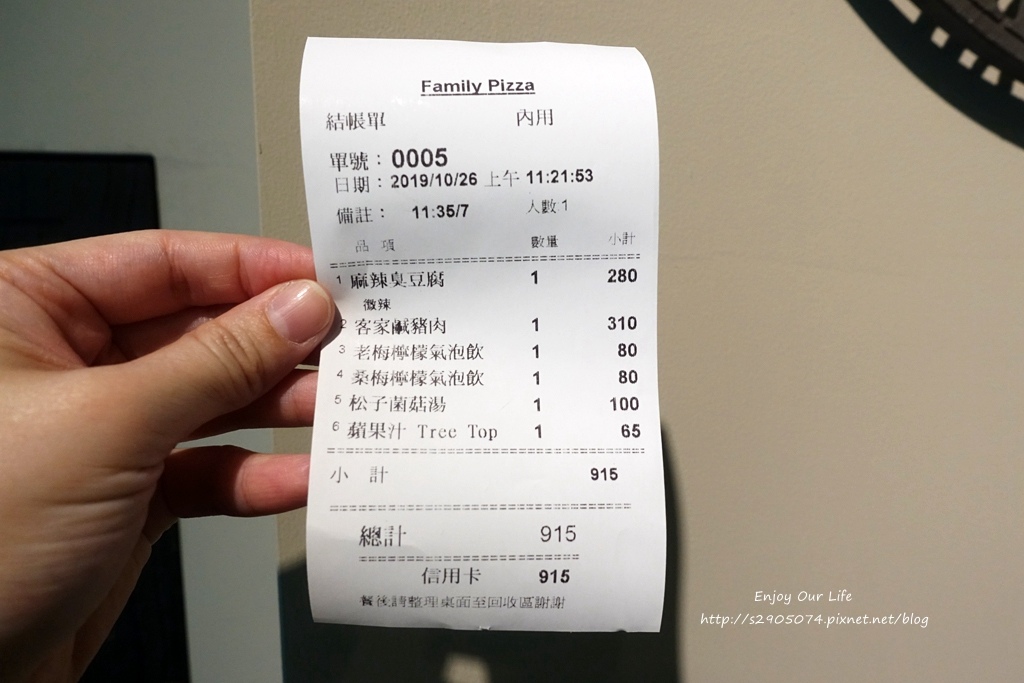 Family Pizza
結帳單 內用
單號：0005
日期：2019/10/26 上午 11:21:53
備註： 11:35/7 人數 1
品 項 數量 小計
1 麻辣臭豆腐 1 280
微辣
2 客家鹹豬肉 1 310
3 老梅檸檬氣泡飲 1 80
4 桑梅檸檬氣泡飲 1 80
5 松子菌菇湯 1 100
6 蘋果汁 Tree Top 1 65
小 計 915
總計 915
信用卡 915
餐後請整理桌面至回收區謝謝
Enjoy Our Life
http://s2905074.pixnet.net/blog